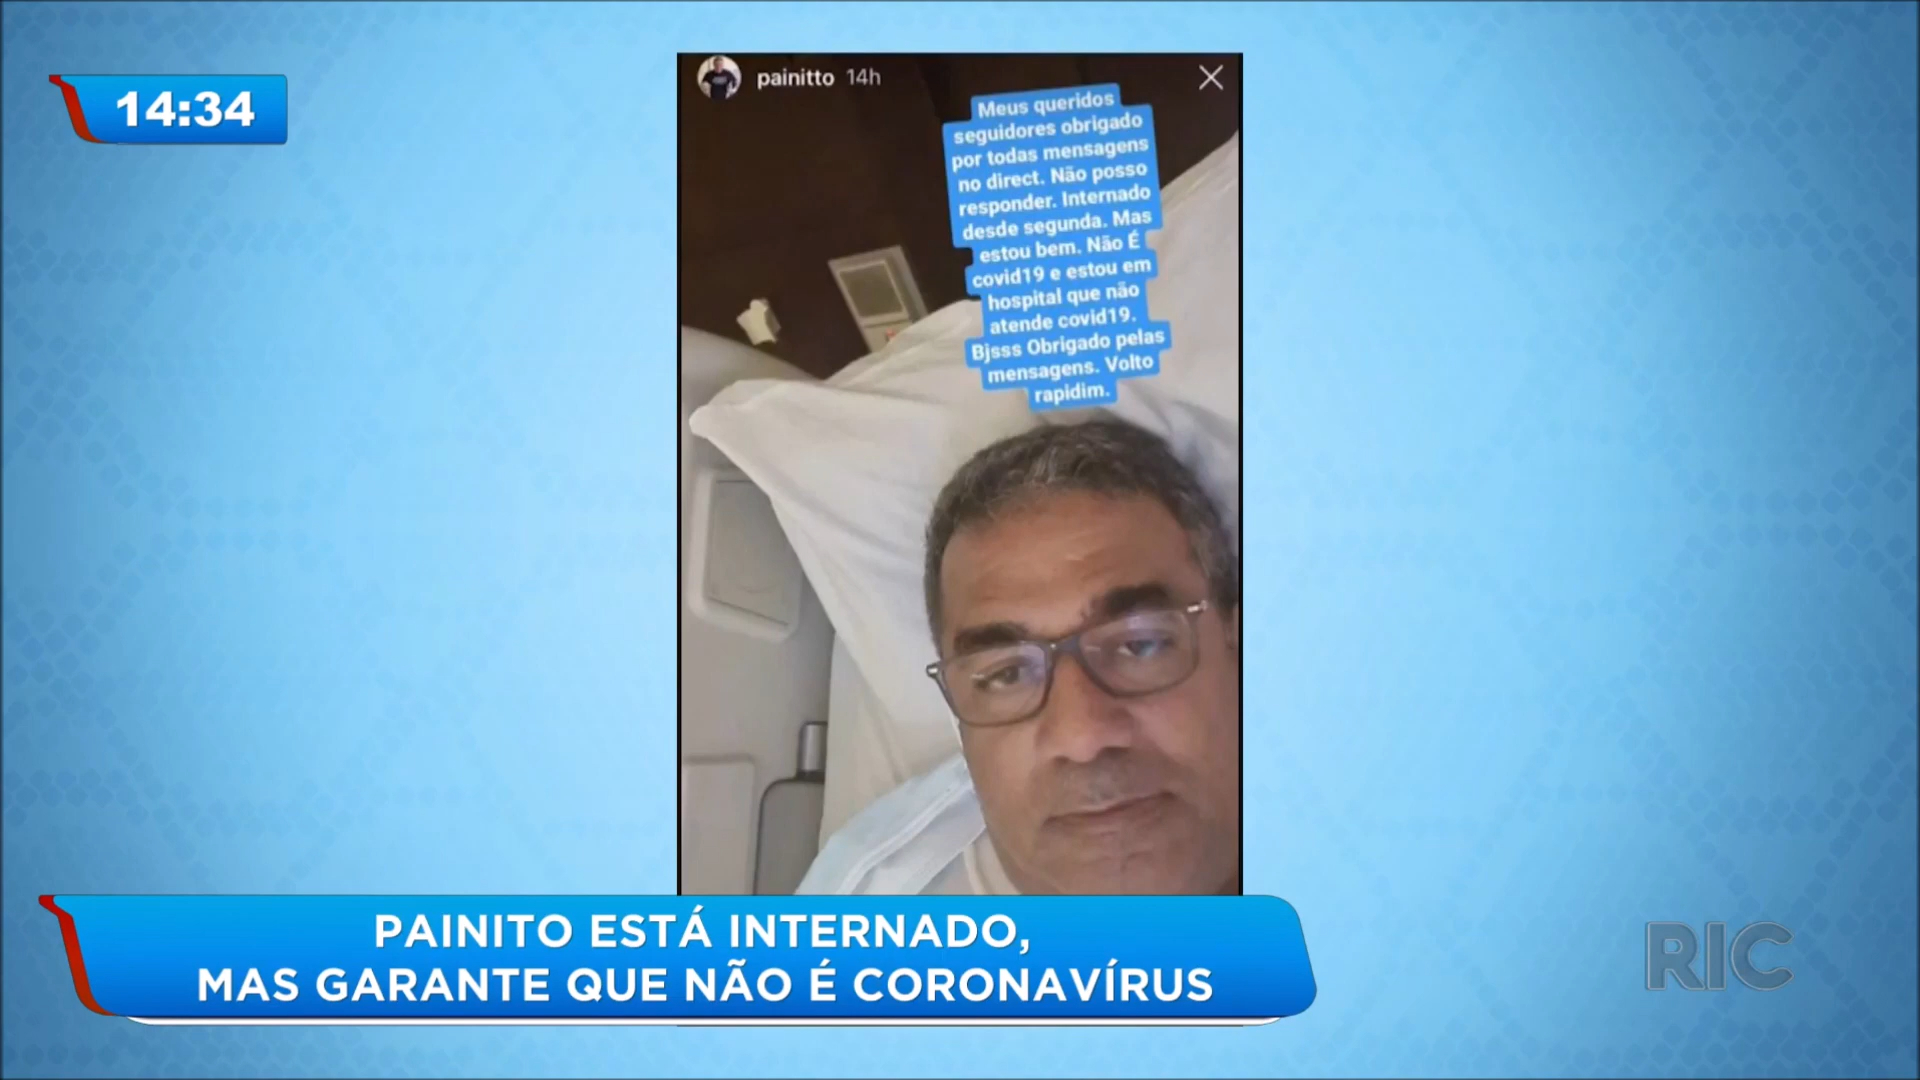 14:34
painitto 14h
Meus queridos
seguidores obrigado
por todas mensagens
no direct. Não posso
responder. Internado
desde segunda. Mas
estou bem. Não É
covid19 e estou em
hospital que não
atende covid19.
Bjsss Obrigado pelas
mensagens. Volto
rapidim.
PAINITO ESTÁ INTERNADO,
MAS GARANTE QUE NÃO É CORONAVÍRUS
RIC